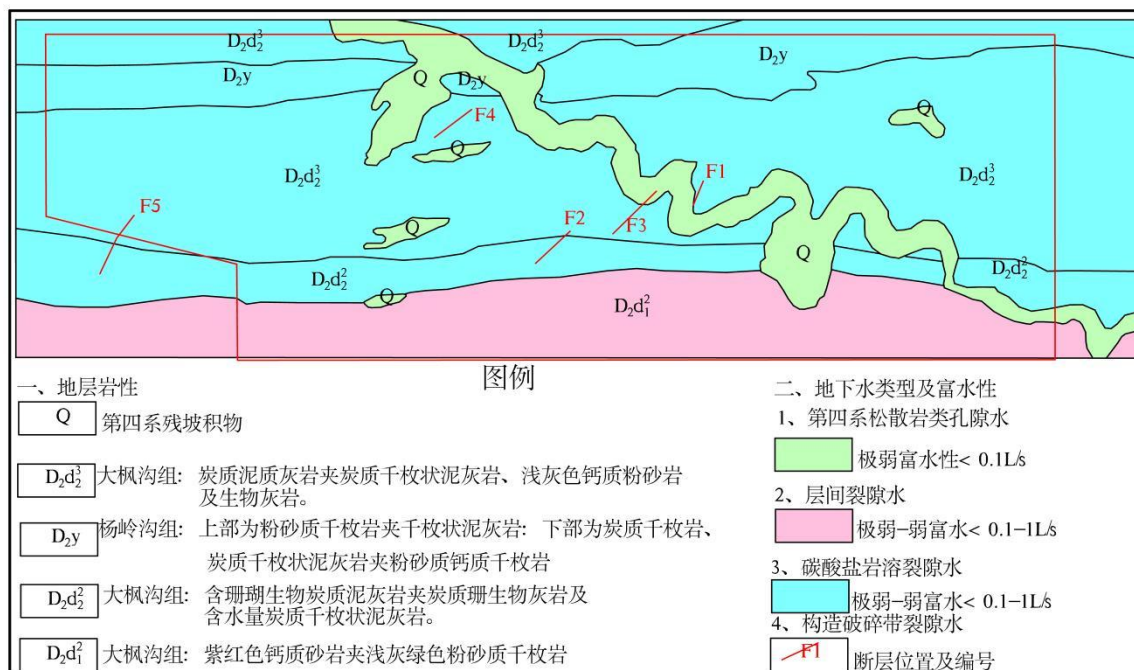 D₂d₂³
D₂d₂³
D₂y
D₂y
Q
D₂y
Q
F4
Q
D₂d₂³
D₂d₂³
F1
F5
F2
F3
Q
Q
D₂d₂²
D₂d₂²
Q
D₂d₁²
图例
一、地层岩性
Q 第四系残坡积物
D₂d₂³ 大枫沟组: 炭质泥质灰岩夹炭质千枚状泥灰岩、浅灰色钙质粉砂岩
及生物灰岩。
D₂y 杨岭沟组: 上部为粉砂质千枚岩夹千枚状泥灰岩: 下部为炭质千枚岩、
炭质千枚状泥灰岩夹粉砂质钙质千枚岩
D₂d₂² 大枫沟组: 含珊瑚生物炭质泥灰岩夹炭质珊生物灰岩及
含水量炭质千枚状泥灰岩。
D₂d₁² 大枫沟组: 紫红色钙质砂岩夹浅灰绿色粉砂质千枚岩
二、地下水类型及富水性
1、第四系松散岩类孔隙水
极弱富水性< 0.1L/s
2、层间裂隙水
极弱–弱富水< 0.1–1L/s
3、碳酸盐岩溶裂隙水
极弱–弱富水< 0.1–1L/s
4、构造破碎带裂隙水
F1 断层位置及编号